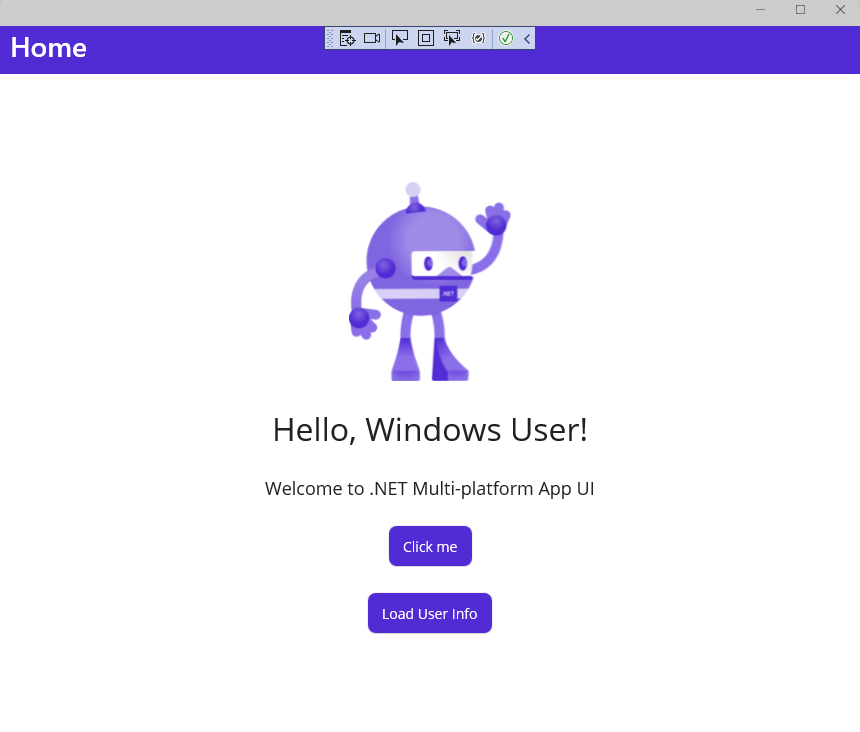 Home
.NET
Hello, Windows User!
Welcome to .NET Multi-platform App UI
Click me
Load User Info